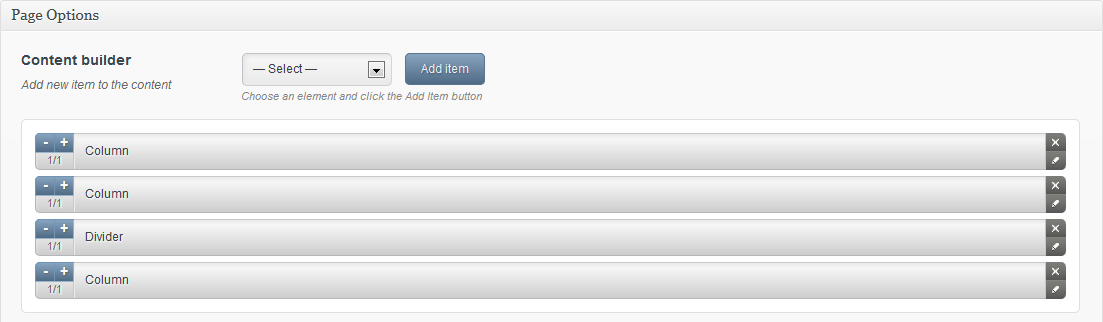 Page Options
Content builder
Add new item to the content
— Select —
Add item
Choose an element and click the Add Item button
- +
1/1
Column
- +
1/1
Column
- +
1/1
Divider
- +
1/1
Column